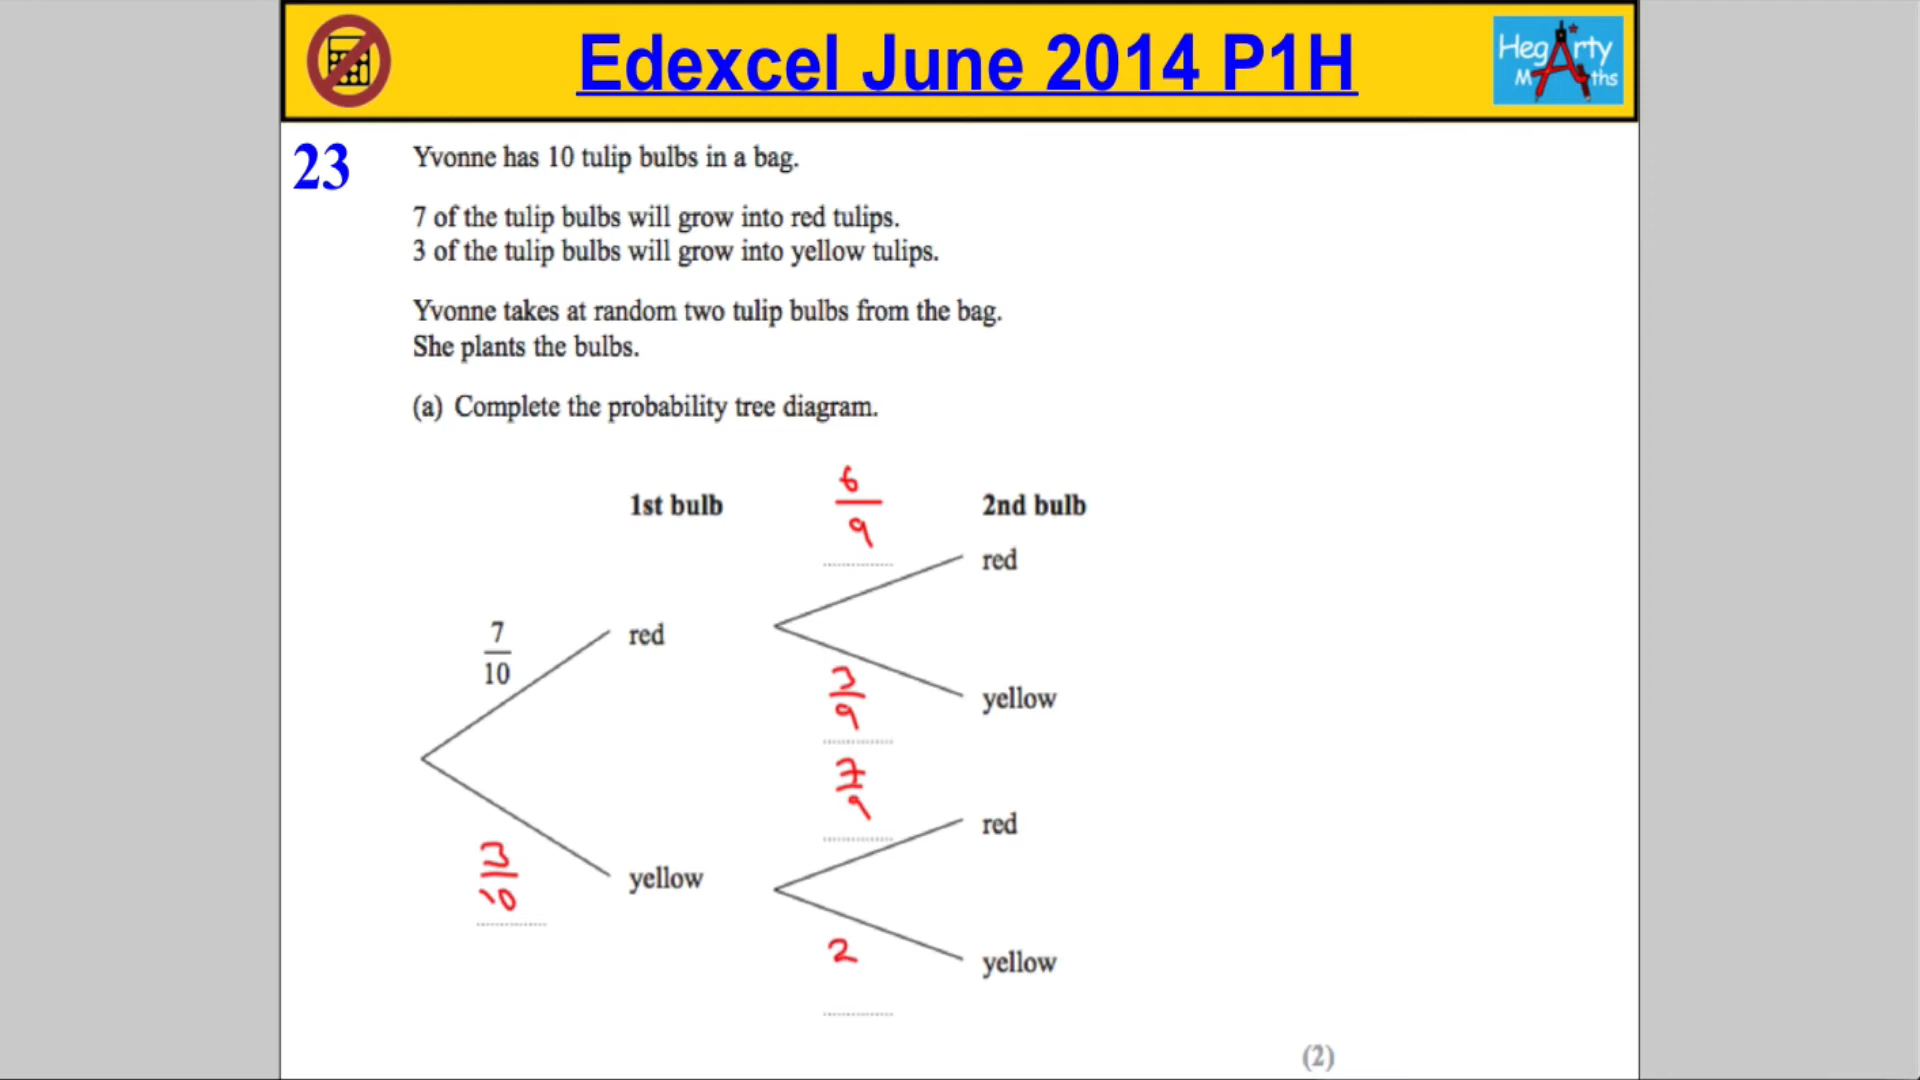 Edexcel June 2014 P1H
HegArty
Maths
23
Yvonne has 10 tulip bulbs in a bag.
7 of the tulip bulbs will grow into red tulips.
3 of the tulip bulbs will grow into yellow tulips.
Yvonne takes at random two tulip bulbs from the bag.
She plants the bulbs.
(a) Complete the probability tree diagram.
1st bulb
6
9
2nd bulb
red
7
10
red
3
9
yellow
7
9
red
3
10
yellow
2
yellow
(2)